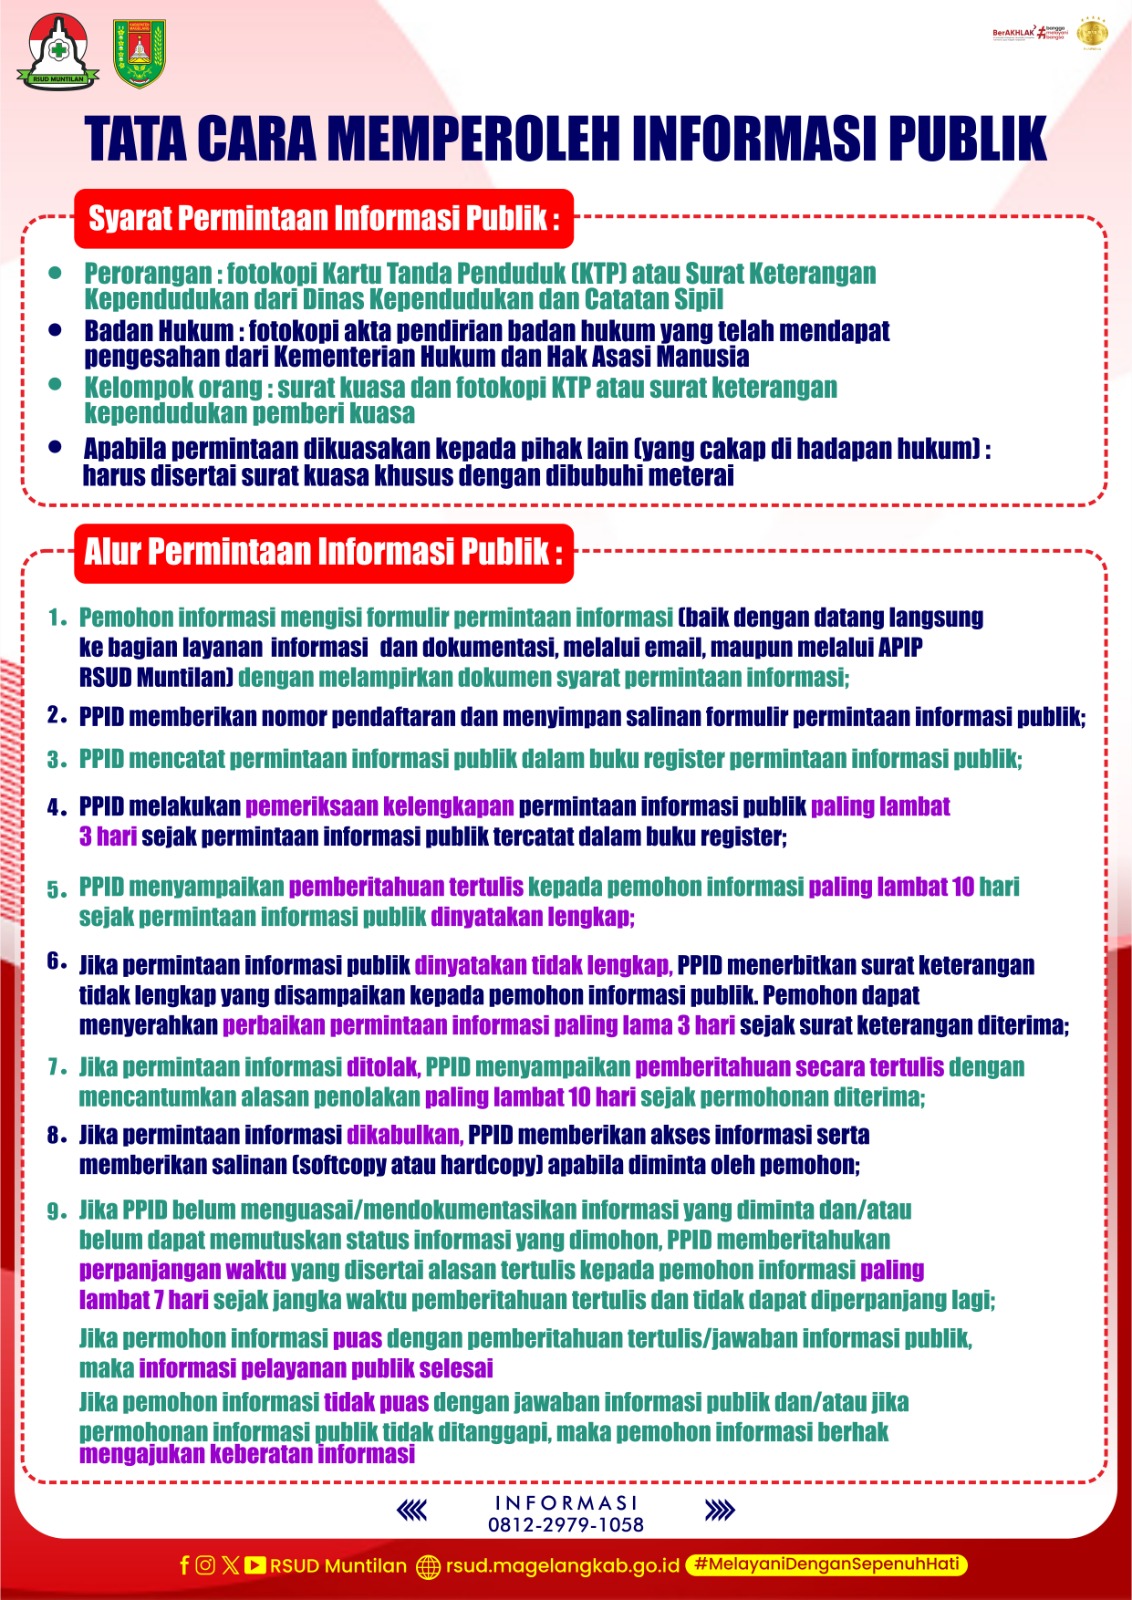 RSUD MUNTILAN
BerAKHLAK
bangga
melayani
bangsa
TATA CARA MEMPEROLEH INFORMASI PUBLIK
Syarat Permintaan Informasi Publik :
• Perorangan : fotokopi Kartu Tanda Penduduk (KTP) atau Surat Keterangan
Kependudukan dari Dinas Kependudukan dan Catatan Sipil
• Badan Hukum : fotokopi akta pendirian badan hukum yang telah mendapat
pengesahan dari Kementerian Hukum dan Hak Asasi Manusia
• Kelompok orang : surat kuasa dan fotokopi KTP atau surat keterangan
kependudukan pemberi kuasa
• Apabila permintaan dikuasakan kepada pihak lain (yang cakap di hadapan hukum) :
harus disertai surat kuasa khusus dengan dibubuhi meterai
Alur Permintaan Informasi Publik :
1. Pemohon informasi mengisi formulir permintaan informasi (baik dengan datang langsung
ke bagian layanan informasi dan dokumentasi, melalui email, maupun melalui APIP
RSUD Muntilan) dengan melampirkan dokumen syarat permintaan informasi;
2. PPID memberikan nomor pendaftaran dan menyimpan salinan formulir permintaan informasi publik;
3. PPID mencatat permintaan informasi publik dalam buku register permintaan informasi publik;
4. PPID melakukan pemeriksaan kelengkapan permintaan informasi publik paling lambat
3 hari sejak permintaan informasi publik tercatat dalam buku register;
5. PPID menyampaikan pemberitahuan tertulis kepada pemohon informasi paling lambat 10 hari
sejak permintaan informasi publik dinyatakan lengkap;
6. Jika permintaan informasi publik dinyatakan tidak lengkap, PPID menerbitkan surat keterangan
tidak lengkap yang disampaikan kepada pemohon informasi publik. Pemohon dapat
menyerahkan perbaikan permintaan informasi paling lama 3 hari sejak surat keterangan diterima;
7. Jika permintaan informasi ditolak, PPID menyampaikan pemberitahuan secara tertulis dengan
mencantumkan alasan penolakan paling lambat 10 hari sejak permohonan diterima;
8. Jika permintaan informasi dikabulkan, PPID memberikan akses informasi serta
memberikan salinan (softcopy atau hardcopy) apabila diminta oleh pemohon;
9. Jika PPID belum menguasai/mendokumentasikan informasi yang diminta dan/atau
belum dapat memutuskan status informasi yang dimohon, PPID memberitahukan
perpanjangan waktu yang disertai alasan tertulis kepada pemohon informasi paling
lambat 7 hari sejak jangka waktu pemberitahuan tertulis dan tidak dapat diperpanjang lagi;
Jika permohon informasi puas dengan pemberitahuan tertulis/jawaban informasi publik,
maka informasi pelayanan publik selesai
Jika pemohon informasi tidak puas dengan jawaban informasi publik dan/atau jika
permohonan informasi publik tidak ditanggapi, maka pemohon informasi berhak
mengajukan keberatan informasi
INFORMASI
0812-2979-1058
RSUD Muntilan rsud.magelangkab.go.id #MelayaniDenganSepenuhHati